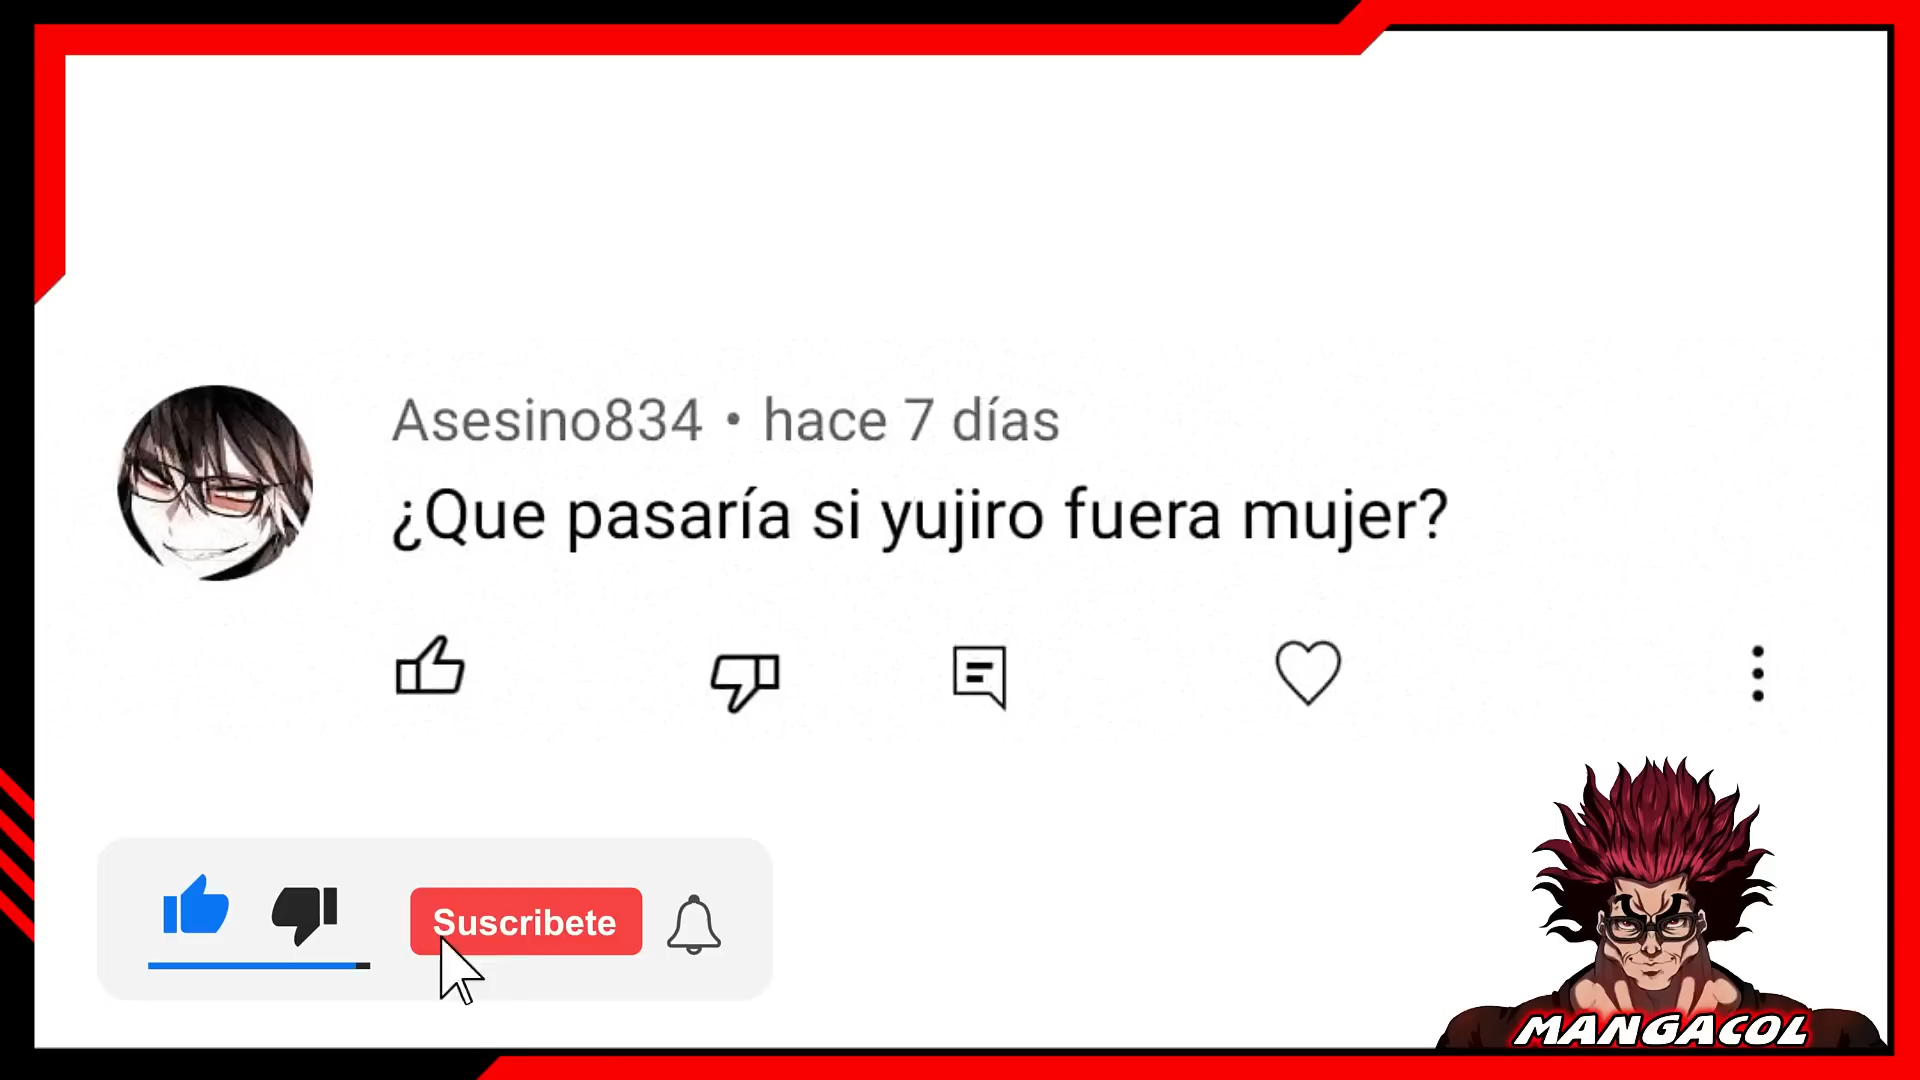 Asesino834 • hace 7 días
¿Que pasaría si yujiro fuera mujer?
Suscribete
MANGACOL